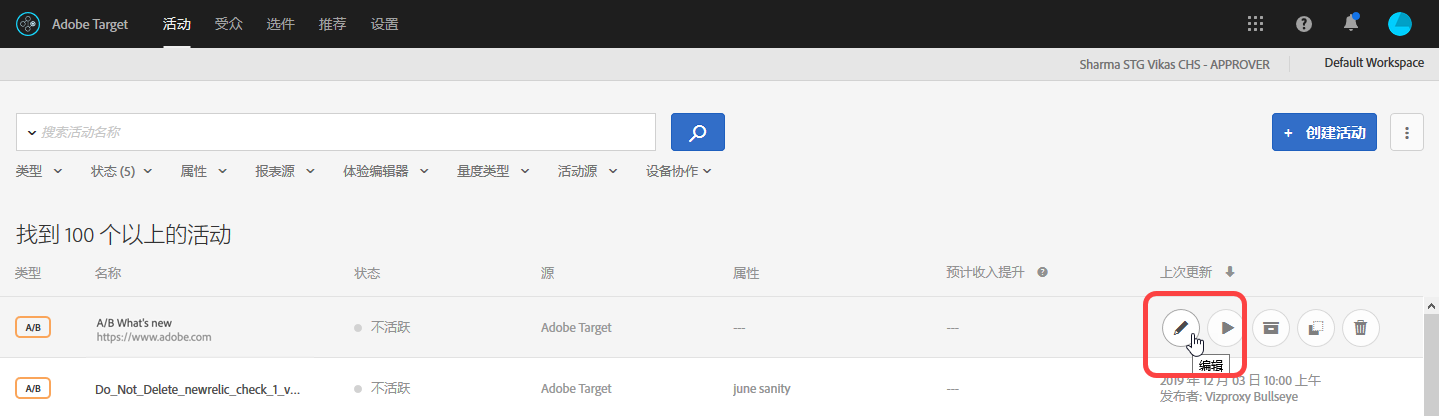 Adobe Target 活动 受众 选件 推荐 设置
Sharma STG Vikas CHS - APPROVER Default Workspace
搜索活动名称 + 创建活动
类型 状态 (5) 属性 报表源 体验编辑器 量度类型 活动源 设备协作
找到 100 个以上的活动
类型 名称 状态 源 属性 预计收入提升 上次更新
A/B A/B What's new 不活跃 Adobe Target --- ---
https://www.adobe.com
编辑
A/B Do_Not_Delete_newrelic_check_1_v... 不活跃 Adobe Target june sanity --- 2019 年 12 月 03 日 10:00 上午
发布者: Vizproxy Bullseye